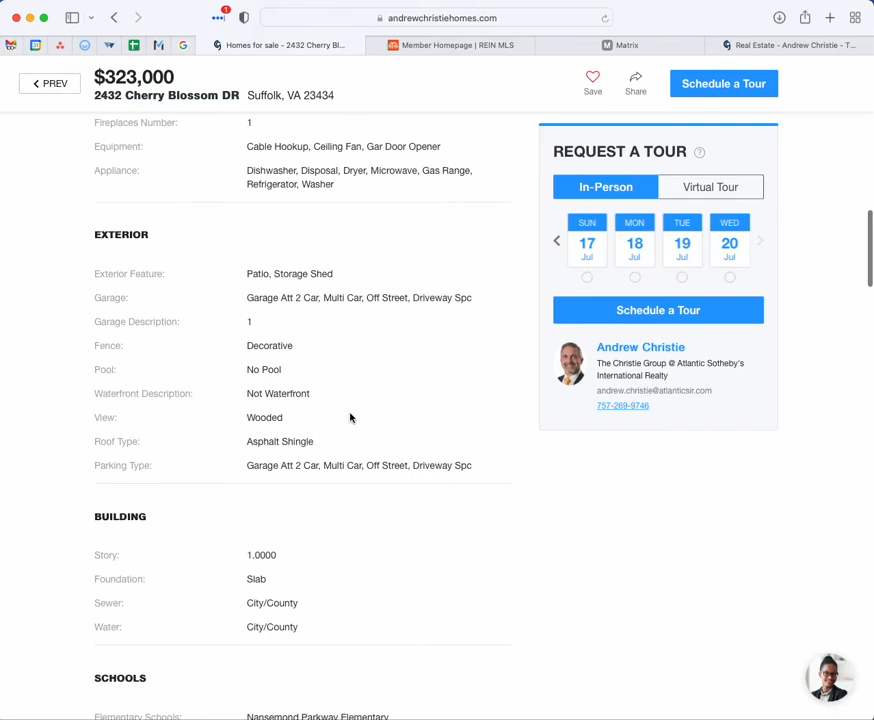 1
andrewchristiehomes.com
Homes for sale - 2432 Cherry Bl...
Member Homepage | REIN MLS
M Matrix
Real Estate - Andrew Christie - T...
PREV
$323,000
2432 Cherry Blossom DR Suffolk, VA 23434
Save
Share
Schedule a Tour
Fireplaces Number: 1
Equipment: Cable Hookup, Ceiling Fan, Gar Door Opener
Appliance: Dishwasher, Disposal, Dryer, Microwave, Gas Range,
Refrigerator, Washer
EXTERIOR
Exterior Feature: Patio, Storage Shed
Garage: Garage Att 2 Car, Multi Car, Off Street, Driveway Spc
Garage Description: 1
Fence: Decorative
Pool: No Pool
Waterfront Description: Not Waterfront
View: Wooded
Roof Type: Asphalt Shingle
Parking Type: Garage Att 2 Car, Multi Car, Off Street, Driveway Spc
BUILDING
Story: 1.0000
Foundation: Slab
Sewer: City/County
Water: City/County
SCHOOLS
Elementary Schools: Nansemond Parkway Elementary
REQUEST A TOUR ?
In-Person Virtual Tour
SUN MON TUE WED
17 18 19 20
Jul Jul Jul Jul
Schedule a Tour
Andrew Christie
The Christie Group @ Atlantic Sotheby's
International Realty
andrew.christie@atlanticsir.com
757-269-9746